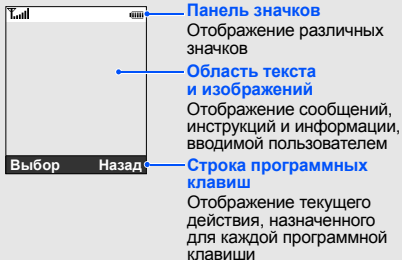 Панель значков
Отображение различных
значков
Область текста
и изображений
Отображение сообщений,
инструкций и информации,
вводимой пользователем
Выбор Назад
Строка программных
клавиш
Отображение текущего
действия, назначенного
для каждой программной
клавиши